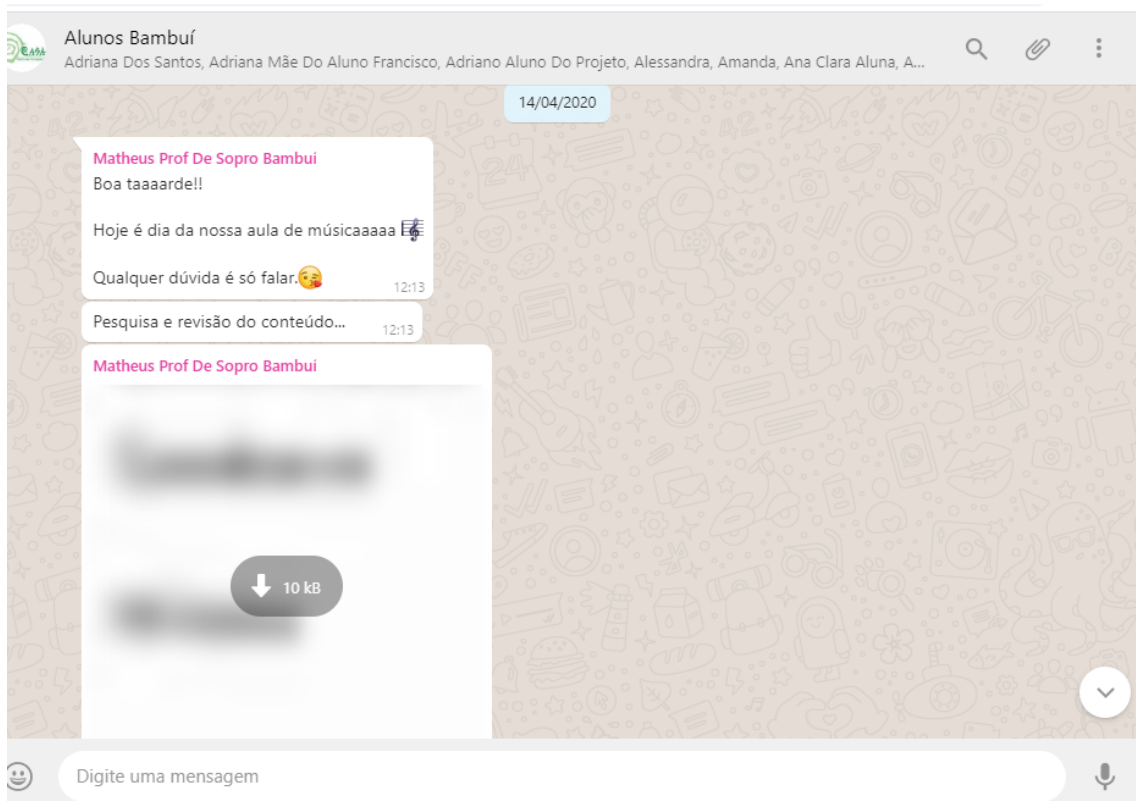 Alunos Bambuí
Adriana Dos Santos, Adriana Mãe Do Aluno Francisco, Adriano Aluno Do Projeto, Alessandra, Amanda, Ana Clara Aluna, A...
14/04/2020
Matheus Prof De Sopro Bambui
Boa taaaarde!!
Hoje é dia da nossa aula de músicaaaaa 🎼
Qualquer dúvida é só falar.😘
12:13
Pesquisa e revisão do conteúdo...
12:13
Matheus Prof De Sopro Bambui
10 kB
Digite uma mensagem